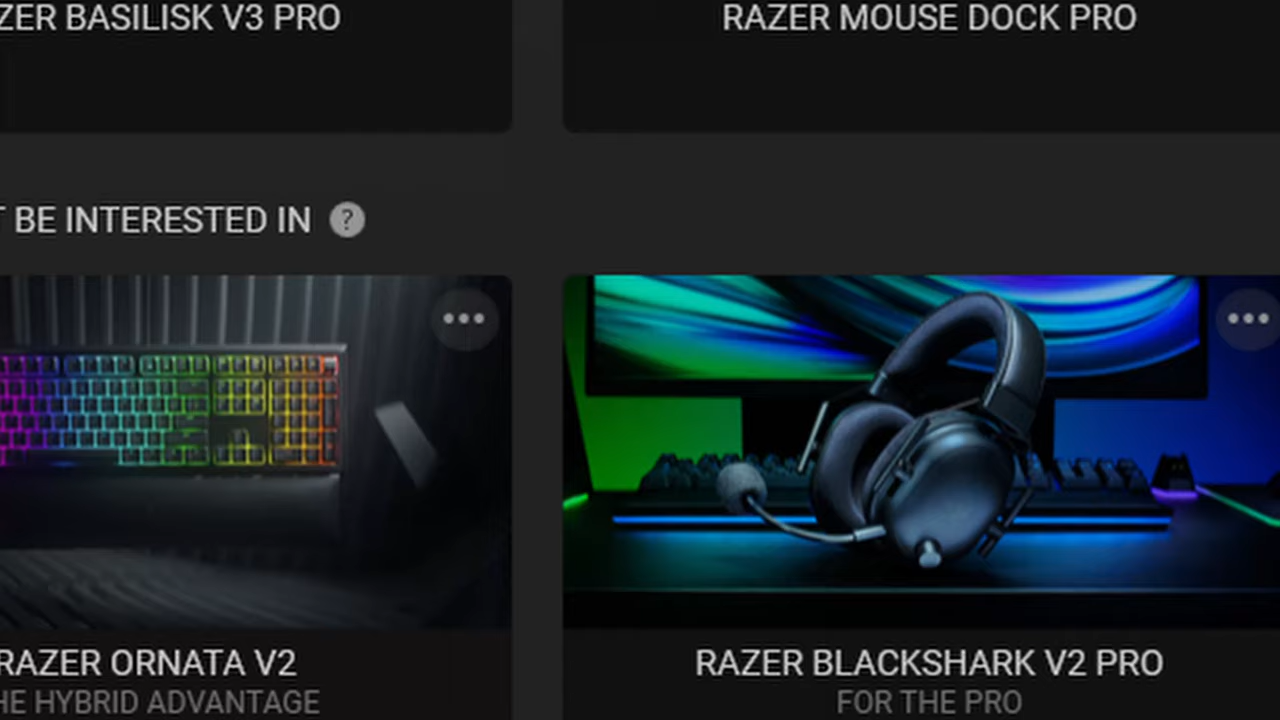 ZER BASILISK V3 PRO
RAZER MOUSE DOCK PRO
T BE INTERESTED IN ?
RAZER ORNATA V2
HE HYBRID ADVANTAGE
RAZER BLACKSHARK V2 PRO
FOR THE PRO